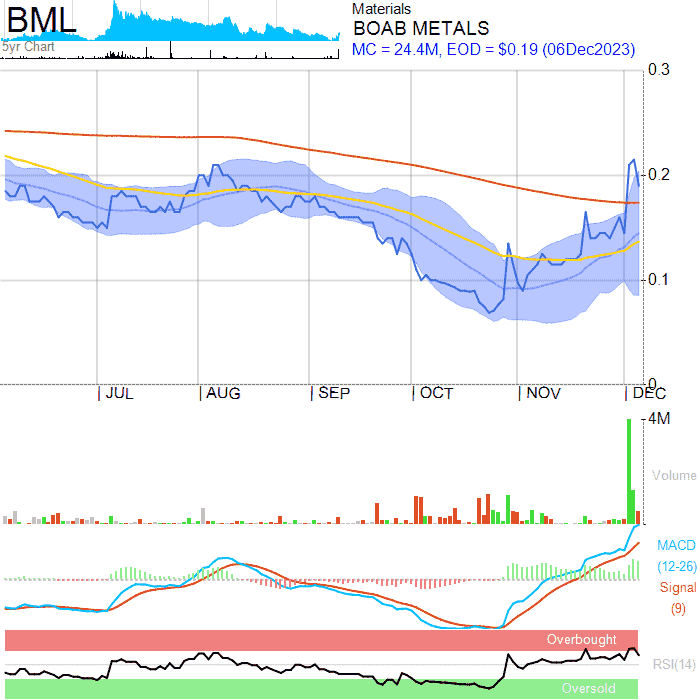 BML
5yr Chart
Materials
BOAB METALS
MC = 24.4M, EOD = $0.19 (06Dec2023)
0.3
0.2
0.1
0
JUL AUG SEP OCT NOV DEC
4M
Volume
MACD
(12-26)
Signal
(9)
Overbought
RSI(14)
Oversold